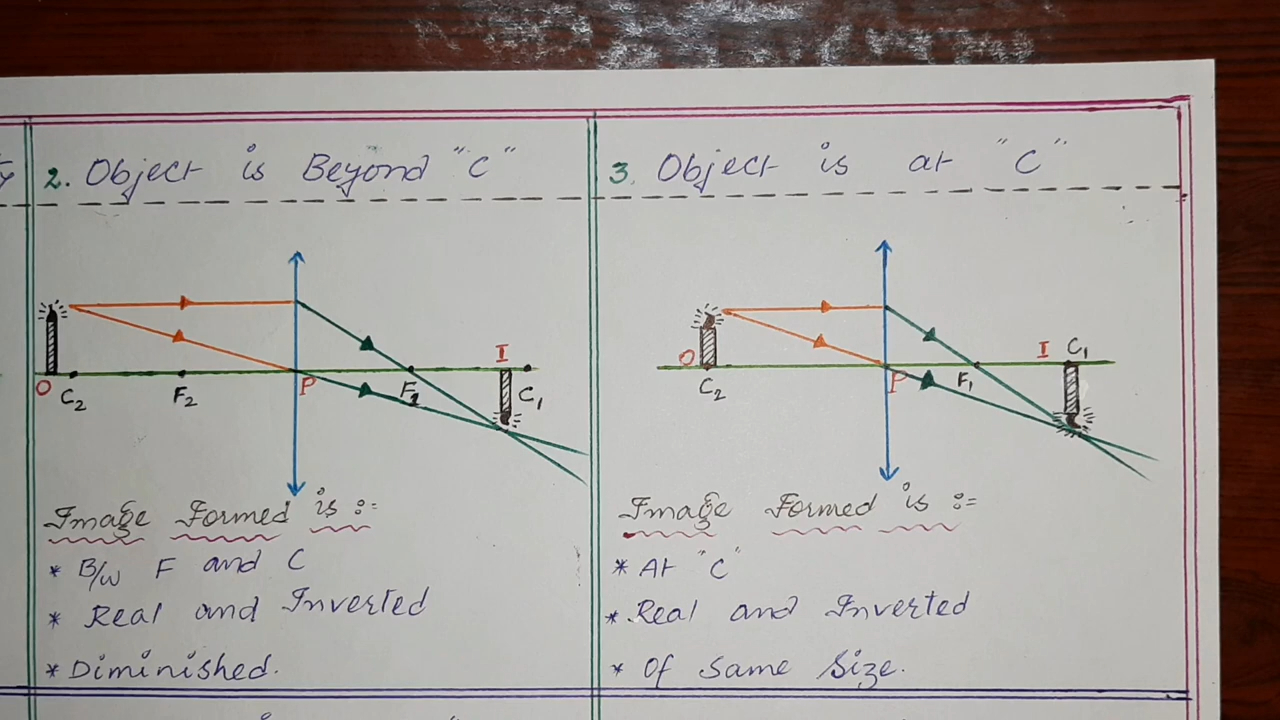 2. Object is Beyond "C"
O C₂ F₂ P F₁ I C₁
Image Formed is :=
* B/w F and C
* Real and Inverted
* Diminished.
3. Object is at "C"
O C₂ P F₁ I C₁
Image Formed is :=
* At "C"
* Real and Inverted
* Of Same Size.